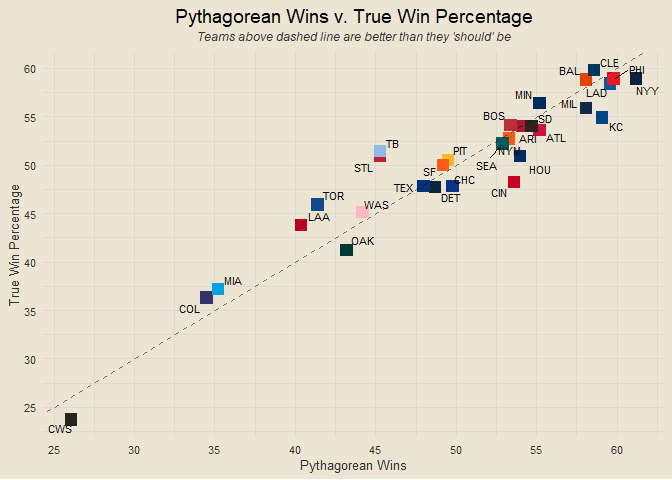 Pythagorean Wins v. True Win Percentage
Teams above dashed line are better than they 'should' be
60
55
50
45
40
35
30
25
True Win Percentage
CLE
BAL
PHI
LAD
NYY
MIN
MIL
BOS
SD
KC
ARI
ATL
NYM
TB
STL
PIT
SEA
HOU
SF
CHC
TEX
DET
CIN
TOR
WAS
LAA
OAK
MIA
COL
CWS
25
30
35
40
45
50
55
60
Pythagorean Wins